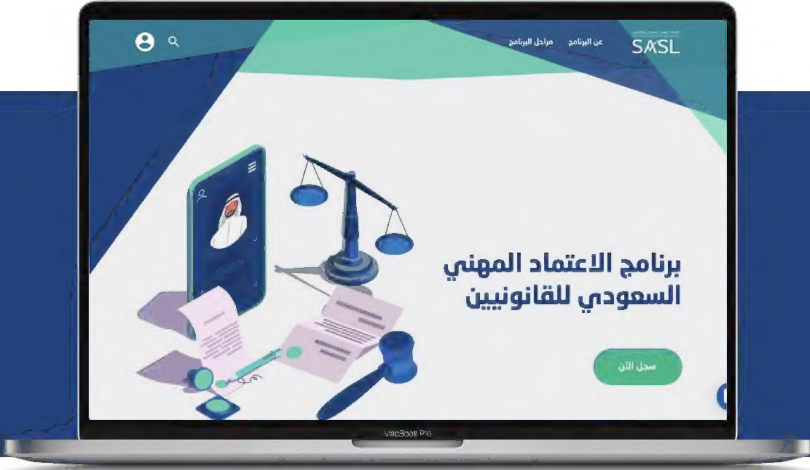 SASL
عن البرنامج
مراحل البرنامج
برنامج الاعتماد المهني
السعودي للقانونيين
سجل الآن
MacBook Pro